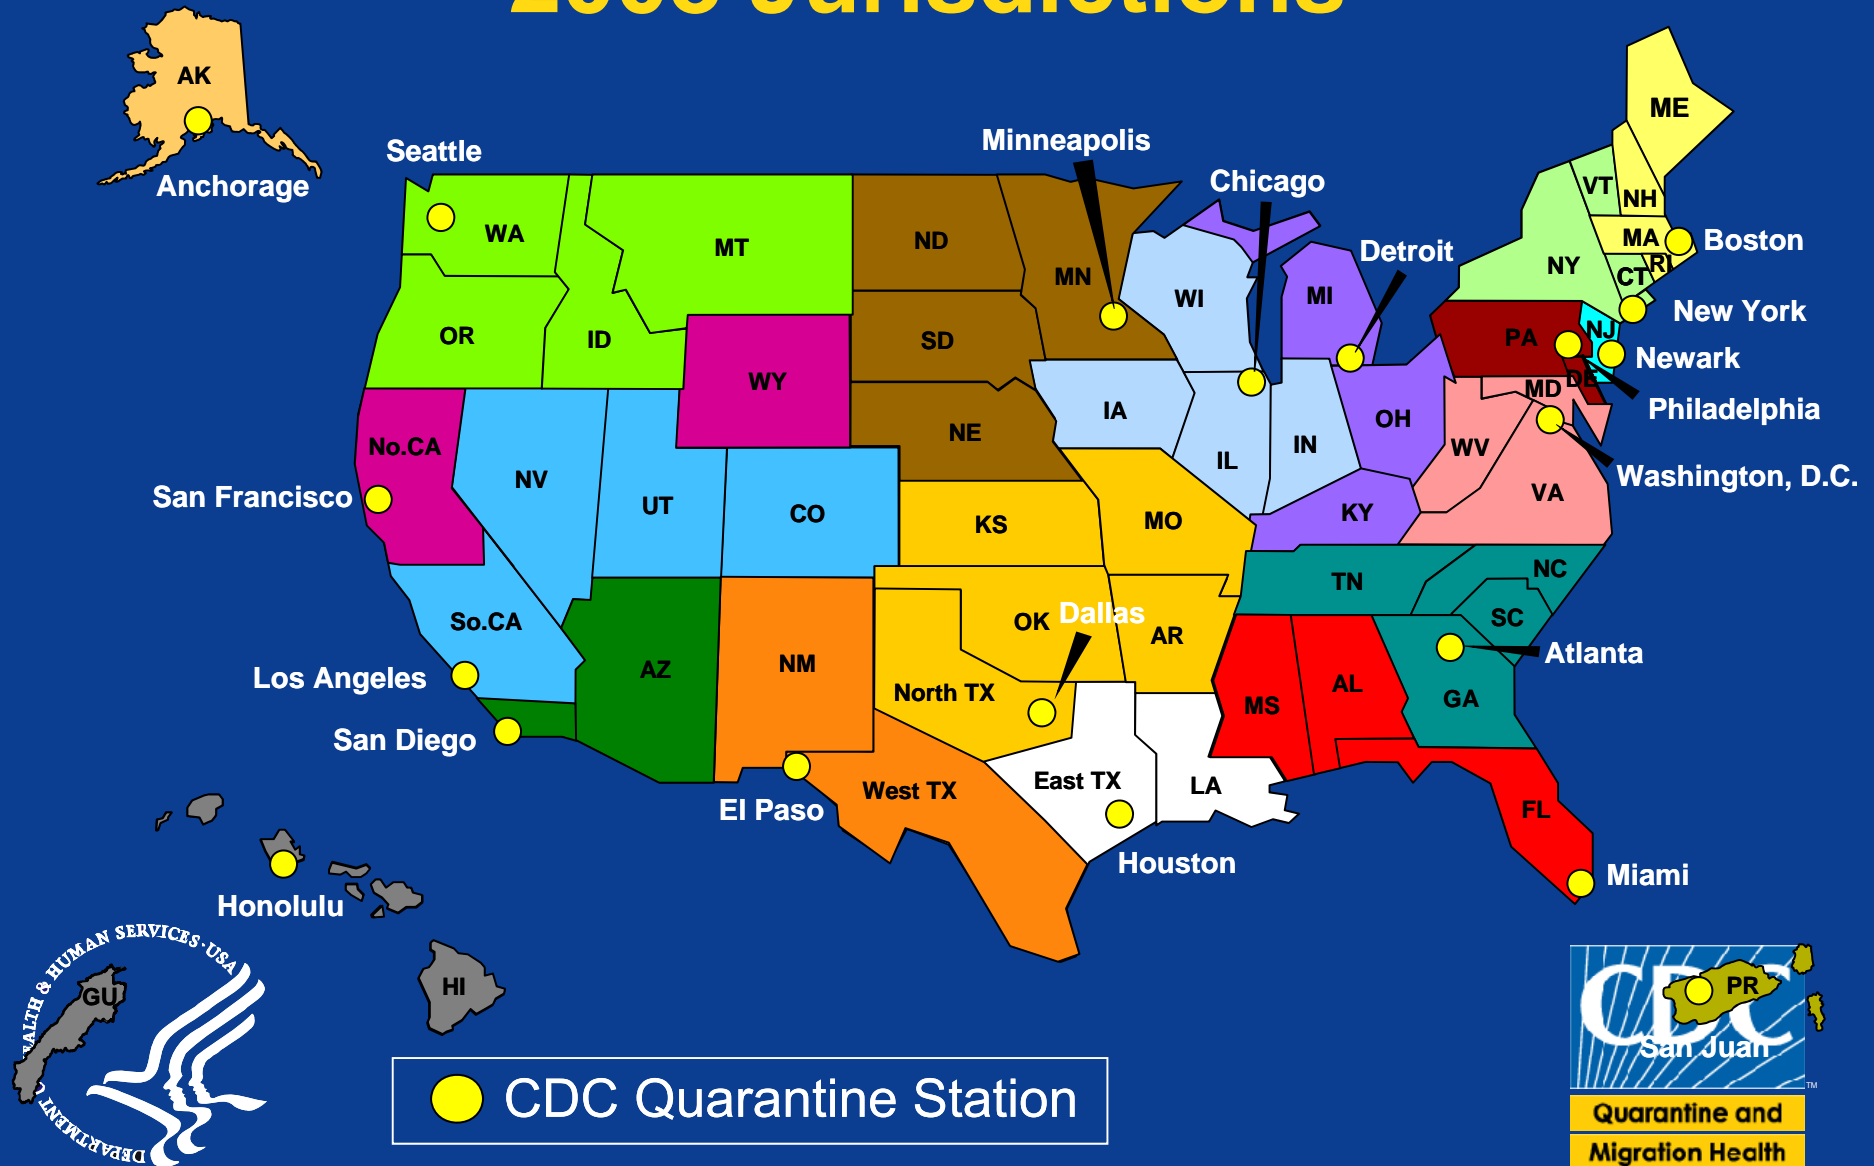 Jurisdictions
AK
Anchorage
Seattle
Minneapolis
Chicago
Detroit
Boston
New York
Newark
Philadelphia
Washington, D.C.
Atlanta
Miami
Houston
Dallas
El Paso
San Diego
Los Angeles
San Francisco
Honolulu
San Juan
WA
OR
ID
MT
WY
ND
SD
NE
MN
WI
IA
IL
IN
MI
OH
KY
ME
VT
NH
MA
RI
CT
NY
NJ
PA
DE
MD
WV
VA
No.CA
NV
UT
CO
KS
MO
So.CA
AZ
NM
North TX
OK
AR
West TX
East TX
LA
TN
NC
SC
MS
AL
GA
FL
HI
GU
PR
HEALTH & HUMAN SERVICES·USA
DEPARTMENT
CDC
TM
Quarantine and
Migration Health
CDC Quarantine Station